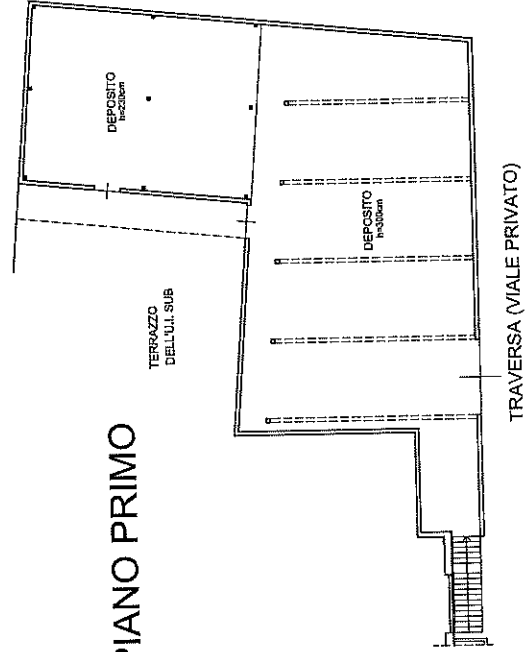 PIANO PRIMO
DEPOSITO
h=230cm
TERRAZZO
DELL'U.I. SUB
DEPOSITO
h=300cm
TRAVERSA (VIALE PRIVATO)